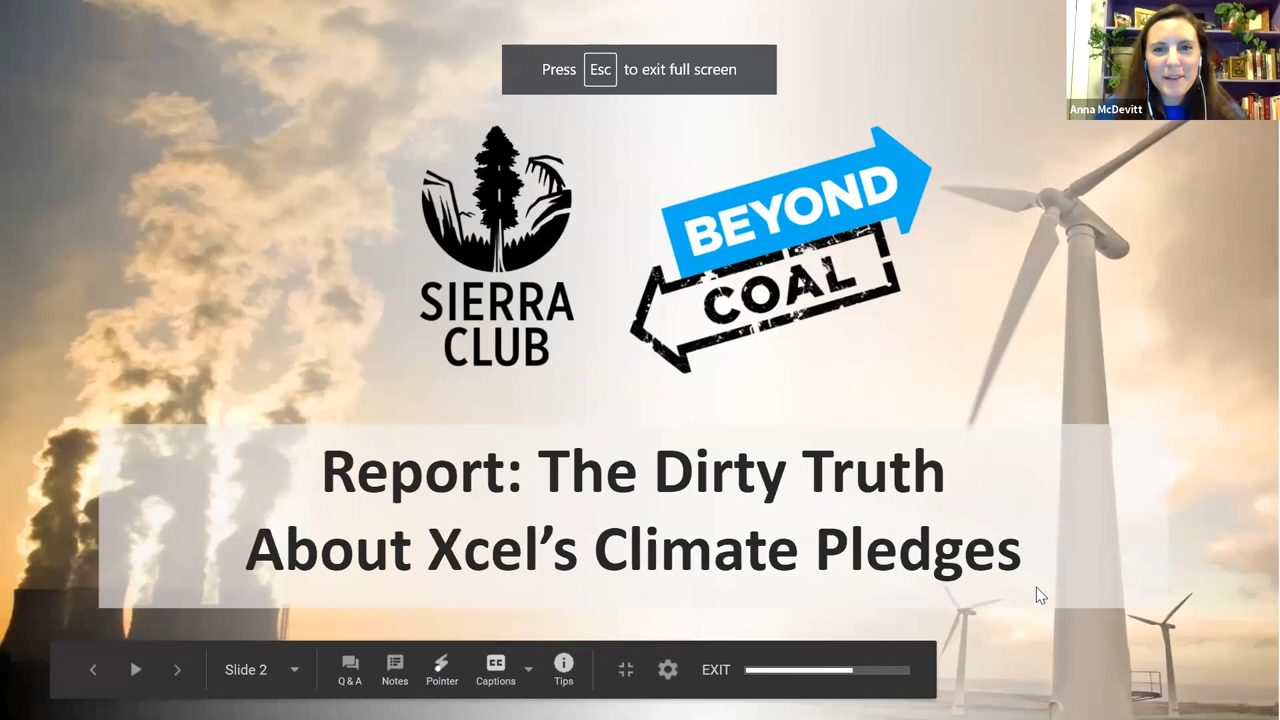 Press Esc to exit full screen
Anna McDevitt
SIERRA
CLUB
BEYOND
COAL
Report: The Dirty Truth
About Xcel’s Climate Pledges
Slide 2
Q & A
Notes
Pointer
CC
Captions
Tips
EXIT